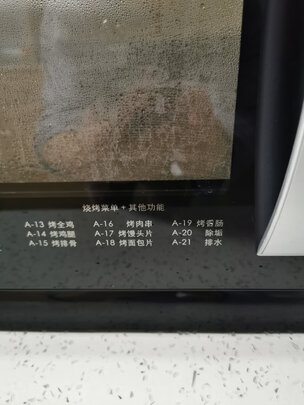 烧烤菜单 + 其他功能
A-13 烤全鸡 A-16 烤肉串 A-19 烤香肠
A-14 烤鸡腿 A-17 烤馒头片 A-20 除垢
A-15 烤排骨 A-18 烤面包片 A-21 排水